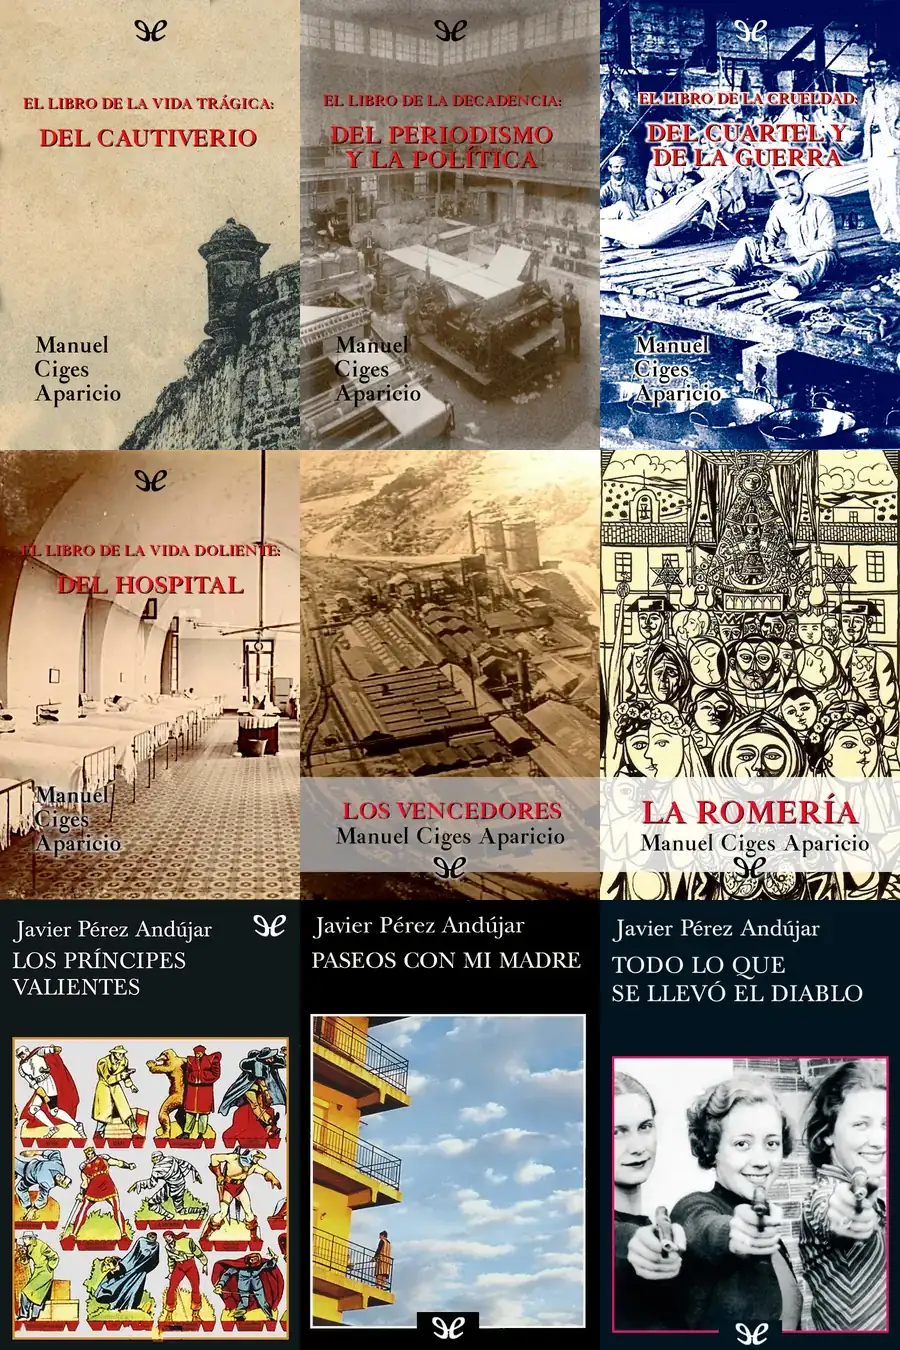 EL LIBRO DE LA VIDA TRÁGICA:
DEL CAUTIVERIO
Manuel
Ciges
Aparicio
EL LIBRO DE LA DECADENCIA:
DEL PERIODISMO
Y LA POLÍTICA
Manuel
Ciges
Aparicio
EL LIBRO DE LA CRUELDAD:
DEL CUARTEL Y
DE LA GUERRA
Manuel
Ciges
Aparicio
EL LIBRO DE LA VIDA DOLIENTE:
DEL HOSPITAL
Manuel
Ciges
Aparicio
LOS VENCEDORES
Manuel Ciges Aparicio
LA ROMERÍA
Manuel Ciges Aparicio
Javier Pérez Andújar
LOS PRÍNCIPES
VALIENTES
Javier Pérez Andújar
PASEOS CON MI MADRE
Javier Pérez Andújar
TODO LO QUE
SE LLEVÓ EL DIABLO